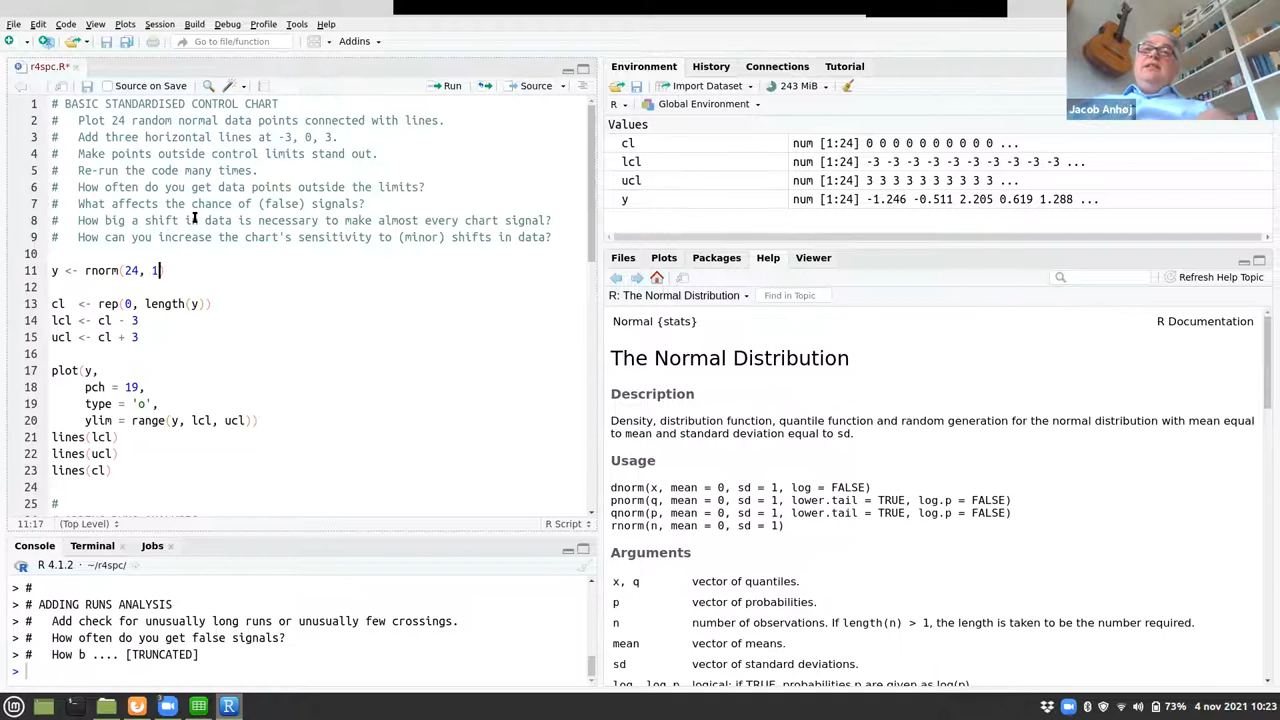 File Edit Code View Plots Session Build Debug Profile Tools Help
Go to file/function
Addins
r4spc.R*
Source on Save
Run
Source
1 # BASIC STANDARDISED CONTROL CHART
2 # Plot 24 random normal data points connected with lines.
3 # Add three horizontal lines at -3, 0, 3.
4 # Make points outside control limits stand out.
5 # Re-run the code many times.
6 # How often do you get data points outside the limits?
7 # What affects the chance of (false) signals?
8 # How big a shift in data is necessary to make almost every chart signal?
9 # How can you increase the chart's sensitivity to (minor) shifts in data?
10
11 y <- rnorm(24, 1)
12
13 cl <- rep(0, length(y))
14 lcl <- cl - 3
15 ucl <- cl + 3
16
17 plot(y,
18 pch = 19,
19 type = 'o',
20 ylim = range(y, lcl, ucl))
21 lines(lcl)
22 lines(ucl)
23 lines(cl)
24
25 #
11:17 (Top Level) R Script
Console Terminal Jobs
R 4.1.2 · ~/r4spc/
> #
> # ADDING RUNS ANALYSIS
> # Add check for unusually long runs or unusually few crossings.
> # How often do you get false signals?
> # How b .... [TRUNCATED]
>
Environment History Connections Tutorial
Import Dataset 243 MiB
R Global Environment
Values
cl num [1:24] 0 0 0 0 0 0 0 0 0 0 ...
lcl num [1:24] -3 -3 -3 -3 -3 -3 -3 -3 -3 -3 ...
ucl num [1:24] 3 3 3 3 3 3 3 3 3 3 ...
y num [1:24] -1.246 -0.511 2.205 0.619 1.288 ...
Files Plots Packages Help Viewer
Refresh Help Topic
R: The Normal Distribution Find in Topic
Normal {stats} R Documentation
The Normal Distribution
Description
Density, distribution function, quantile function and random generation for the normal distribution with mean equal
to mean and standard deviation equal to sd.
Usage
dnorm(x, mean = 0, sd = 1, log = FALSE)
pnorm(q, mean = 0, sd = 1, lower.tail = TRUE, log.p = FALSE)
qnorm(p, mean = 0, sd = 1, lower.tail = TRUE, log.p = FALSE)
rnorm(n, mean = 0, sd = 1)
Arguments
x, q vector of quantiles.
p vector of probabilities.
n number of observations. If length(n) > 1, the length is taken to be the number required.
mean vector of means.
sd vector of standard deviations.
log, log.p logical; if TRUE, probabilities p are given as log(p).
Jacob Anhøj
73% 4 nov 2021 10:23